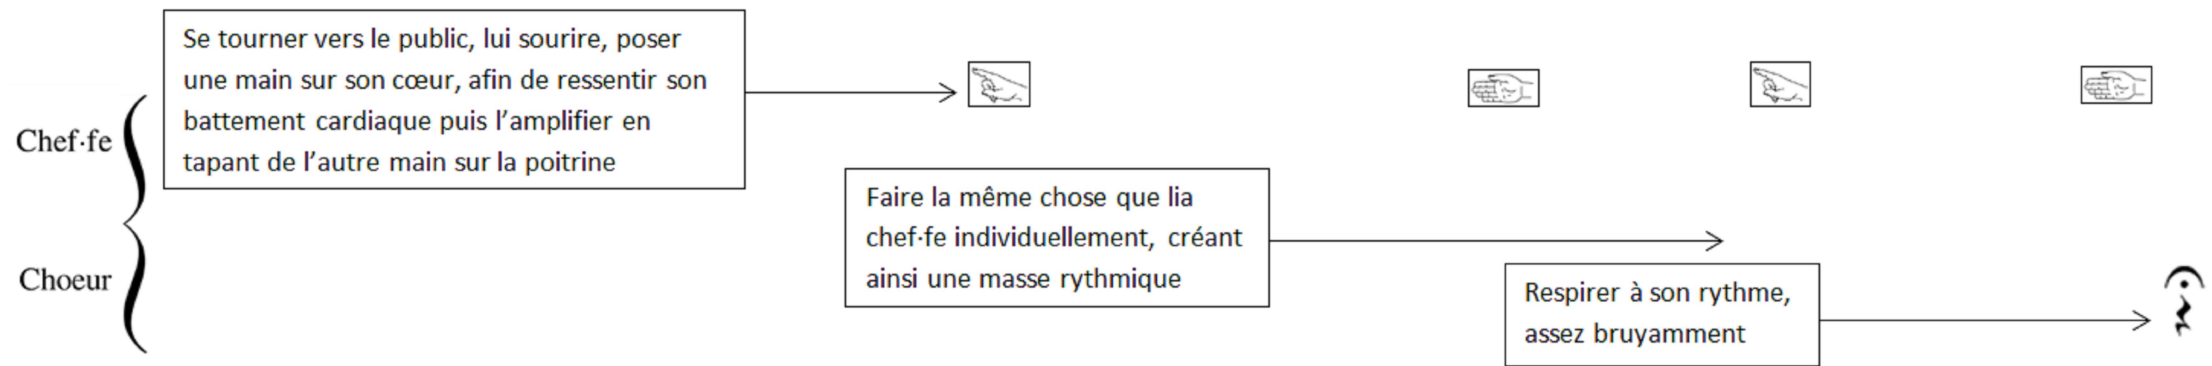 Se tourner vers le public, lui sourire, poser
une main sur son cœur, afin de ressentir son
battement cardiaque puis l’amplifier en
tapant de l’autre main sur la poitrine
Chef·fe
Faire la même chose que lia
chef·fe individuellement, créant
ainsi une masse rythmique
Choeur
Respirer à son rythme,
assez bruyamment